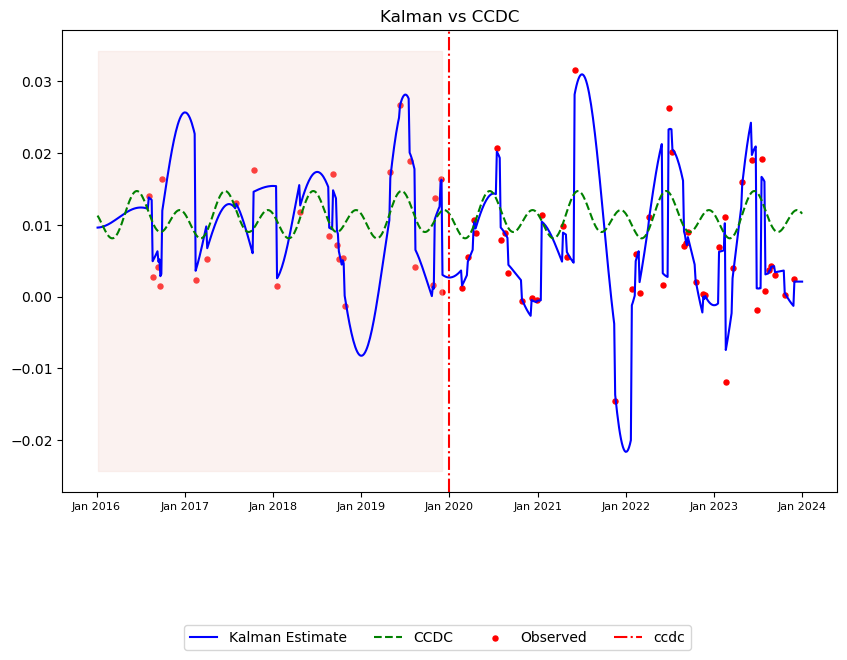 Kalman vs CCDC
0.03
0.02
0.01
0.00
−0.01
−0.02
Jan 2016 Jan 2017 Jan 2018 Jan 2019 Jan 2020 Jan 2021 Jan 2022 Jan 2023 Jan 2024
Kalman Estimate CCDC Observed ccdc